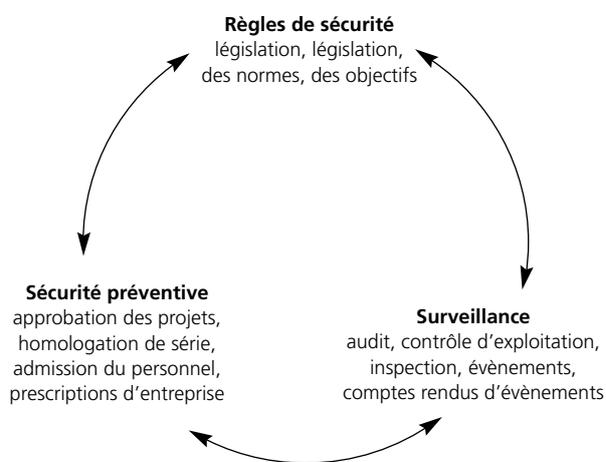 Règles de sécurité
législation, législation,
des normes, des objectifs
Sécurité préventive
approbation des projets,
homologation de série,
admission du personnel,
prescriptions d'entreprise
Surveillance
audit, contrôle d'exploitation,
inspection, évènements,
comptes rendus d'évènements